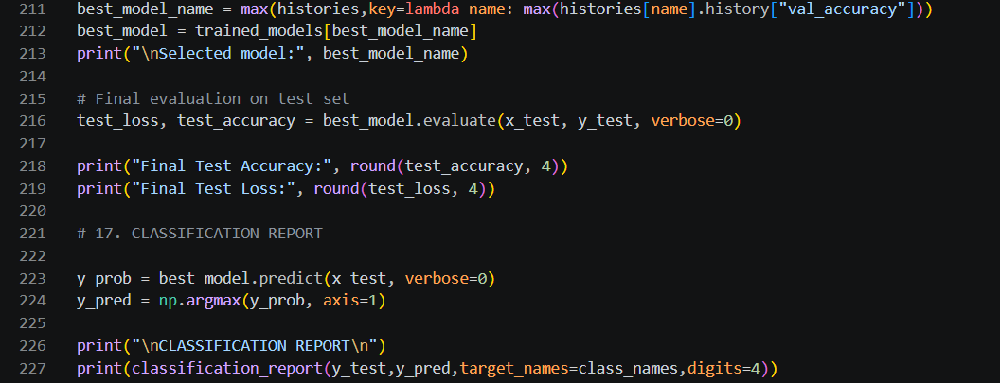 211 best_model_name = max(histories,key=lambda name: max(histories[name].history["val_accuracy"]))
212 best_model = trained_models[best_model_name]
213 print("\nSelected model:", best_model_name)
214
215 # Final evaluation on test set
216 test_loss, test_accuracy = best_model.evaluate(x_test, y_test, verbose=0)
217
218 print("Final Test Accuracy:", round(test_accuracy, 4))
219 print("Final Test Loss:", round(test_loss, 4))
220
221 # 17. CLASSIFICATION REPORT
222
223 y_prob = best_model.predict(x_test, verbose=0)
224 y_pred = np.argmax(y_prob, axis=1)
225
226 print("\nCLASSIFICATION REPORT\n")
227 print(classification_report(y_test,y_pred,target_names=class_names,digits=4))